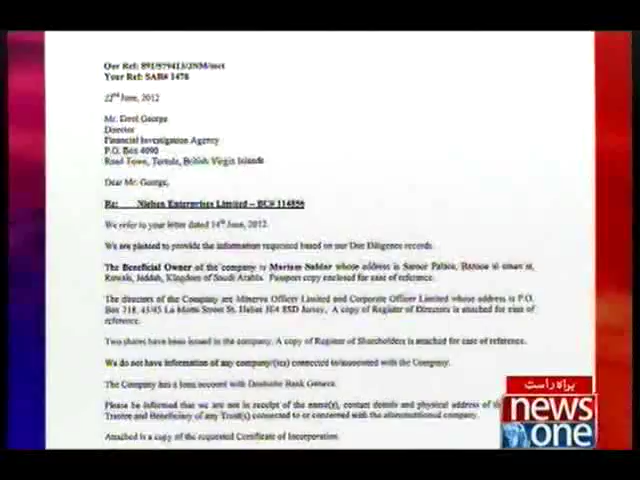 Our Ref: 891/579413/JNM/mct
Your Ref: SAB# 1478
22nd June, 2012
Mr. Errol George
Director
Financial Investigation Agency
P.O. Box 4090
Road Town, Tortola, British Virgin Islands
Dear Mr. George,
Re: Nielsen Enterprises Limited – BC# 114856
We refer to your letter dated 14th June, 2012.
We are pleased to provide the information requested based on our Due Diligence records.
The Beneficial Owner of the company is Mariam Safdar whose address is Saroor Palace,
Ruwais, Jeddah, Kingdom of Saudi Arabia. Passport copy enclosed for ease of reference.
The directors of the Company are Minerva Officer Limited and Corporate Officer Limited whose address is P.O.
Box 218, 43/45 La Motte Street St. Helier JE4 8SD Jersey. A copy of Register of Directors is attached for ease of
reference.
Two shares have been issued in the company. A copy of Register of Shareholders is attached for ease of reference.
We do not have information of any company/(ies) connected to/associated with the Company.
The Company has a loan account with Deutsche Bank Geneva.
Please be informed that we are not in receipt of the name(s), contact details and physical address of
Trustee and Beneficiary of any Trust(s) connected to or concerned with the aforementioned company.
Attached is a copy of the requested Certificate of Incorporation.
براہ راست
news
one